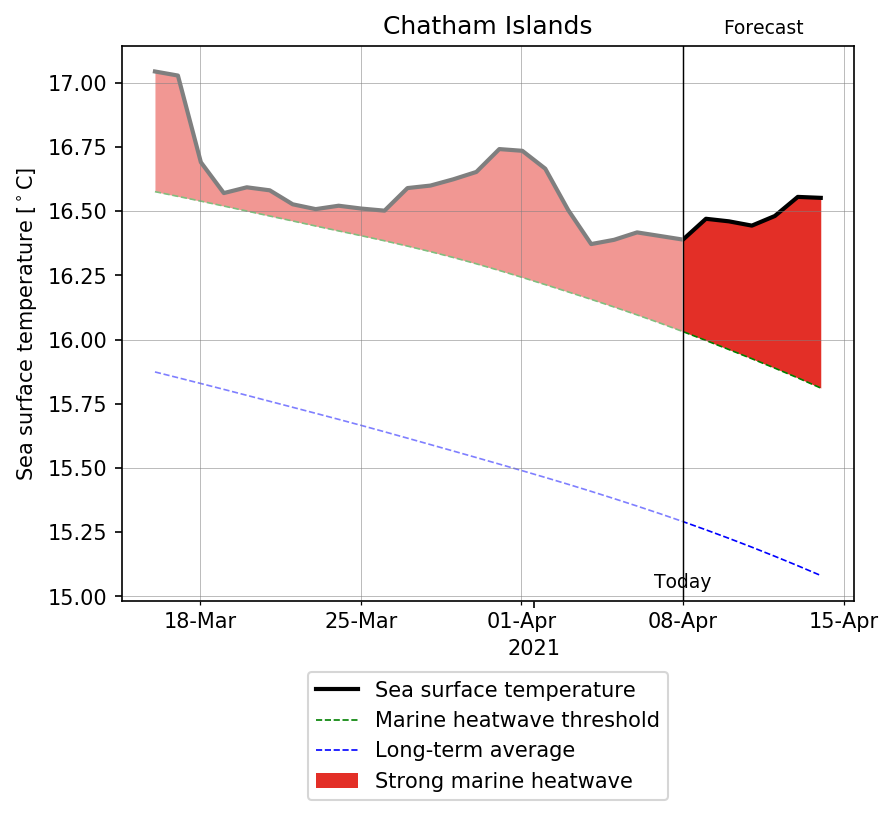 Chatham Islands
Forecast
Sea surface temperature [°C]
17.00
16.75
16.50
16.25
16.00
15.75
15.50
15.25
15.00
Today
18-Mar 25-Mar 01-Apr 08-Apr 15-Apr
2021
Sea surface temperature
Marine heatwave threshold
Long-term average
Strong marine heatwave